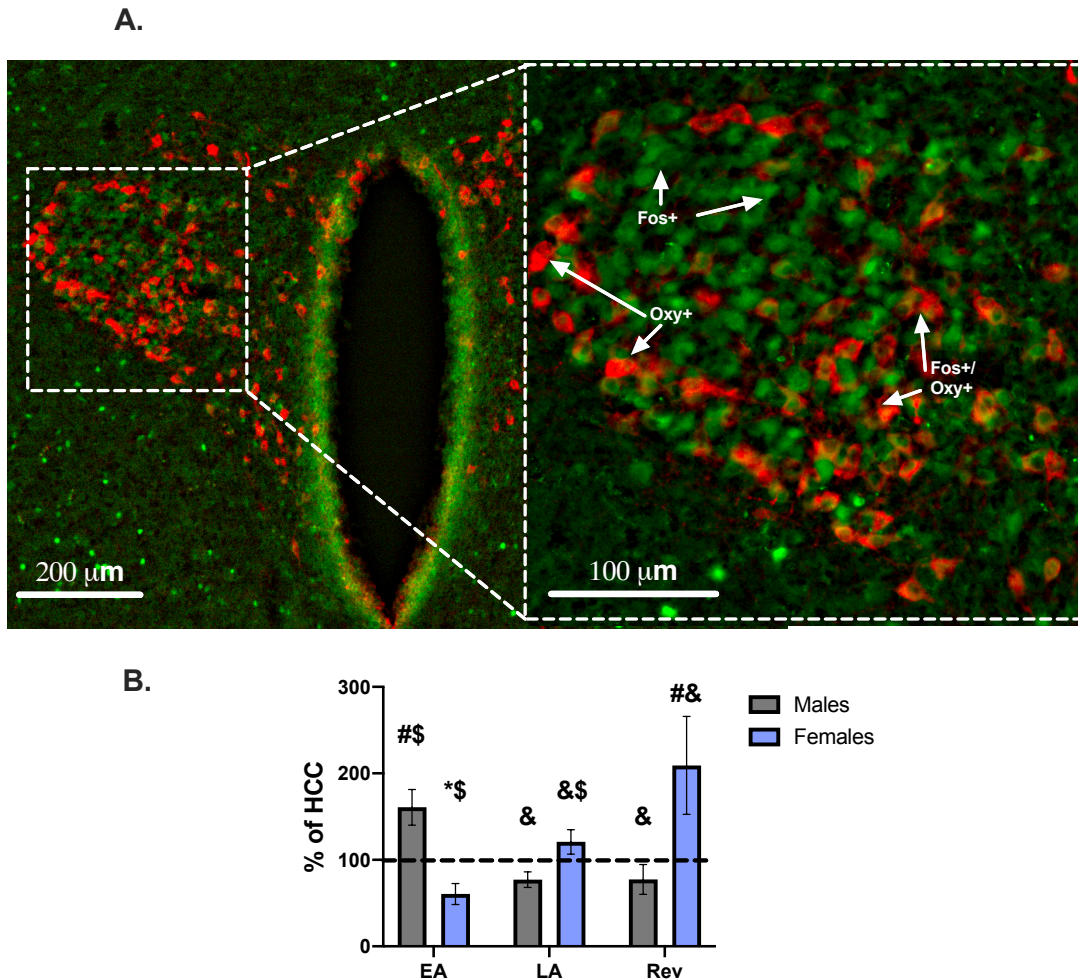 A.
Fos+
Oxy+
Fos+/
Oxy+
200 μm
100 μm
B.
300
200
100
0
% of HCC
#$
*$
&
&$
&
#&
EA
LA
Rev
Males
Females